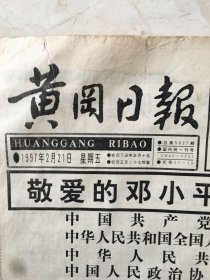 黄冈日報
HUANGGANG RIBAO
1997年2月21日 星期五
敬爱的邓小平
中国共产党
中华人民共和国全国人
中华人民共
中国人民政治协